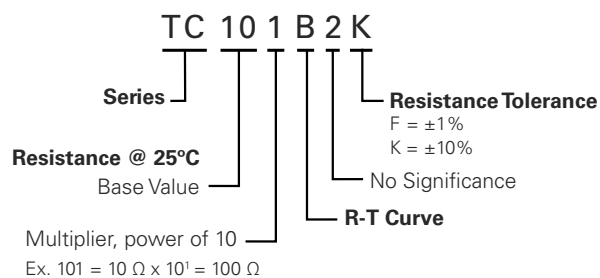 TC 10 1 B 2 K
Series
Resistance Tolerance
F = ±1%
K = ±10%
Resistance @ 25ºC
Base Value
No Significance
R-T Curve
Multiplier, power of 10
Ex. 101 = 10 Ω x 10¹ = 100 Ω